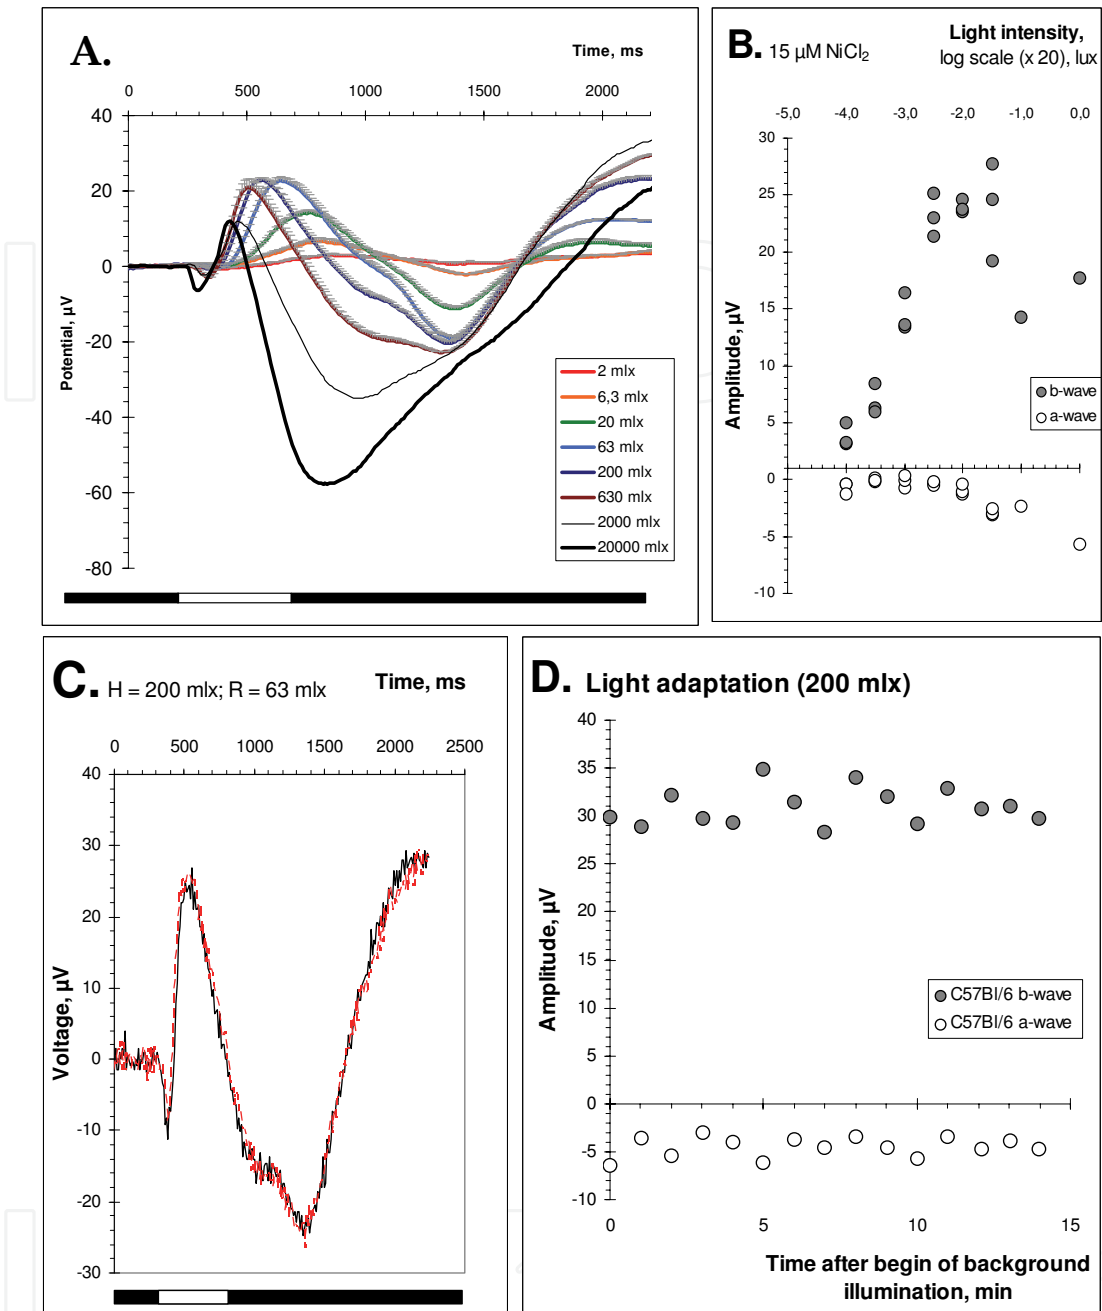 A.
Time, ms
0 500 1000 1500 2000
40
20
0
-20
-40
-60
-80
Potential, µV
2 mlx
6,3 mlx
20 mlx
63 mlx
200 mlx
630 mlx
2000 mlx
20000 mlx
B. 15 µM NiCl₂
Light intensity,
log scale (x 20), lux
-5,0 -4,0 -3,0 -2,0 -1,0 0,0
30
25
20
15
10
5
0
-5
-10
Amplitude, µV
b-wave
a-wave
C. H = 200 mlx; R = 63 mlx
Time, ms
0 500 1000 1500 2000 2500
40
30
20
10
0
-10
-20
-30
Voltage, µV
D. Light adaptation (200 mlx)
40
35
30
25
20
15
10
5
0
-5
-10
Amplitude, µV
C57Bl/6 b-wave
C57Bl/6 a-wave
0 5 10 15
Time after begin of background
illumination, min